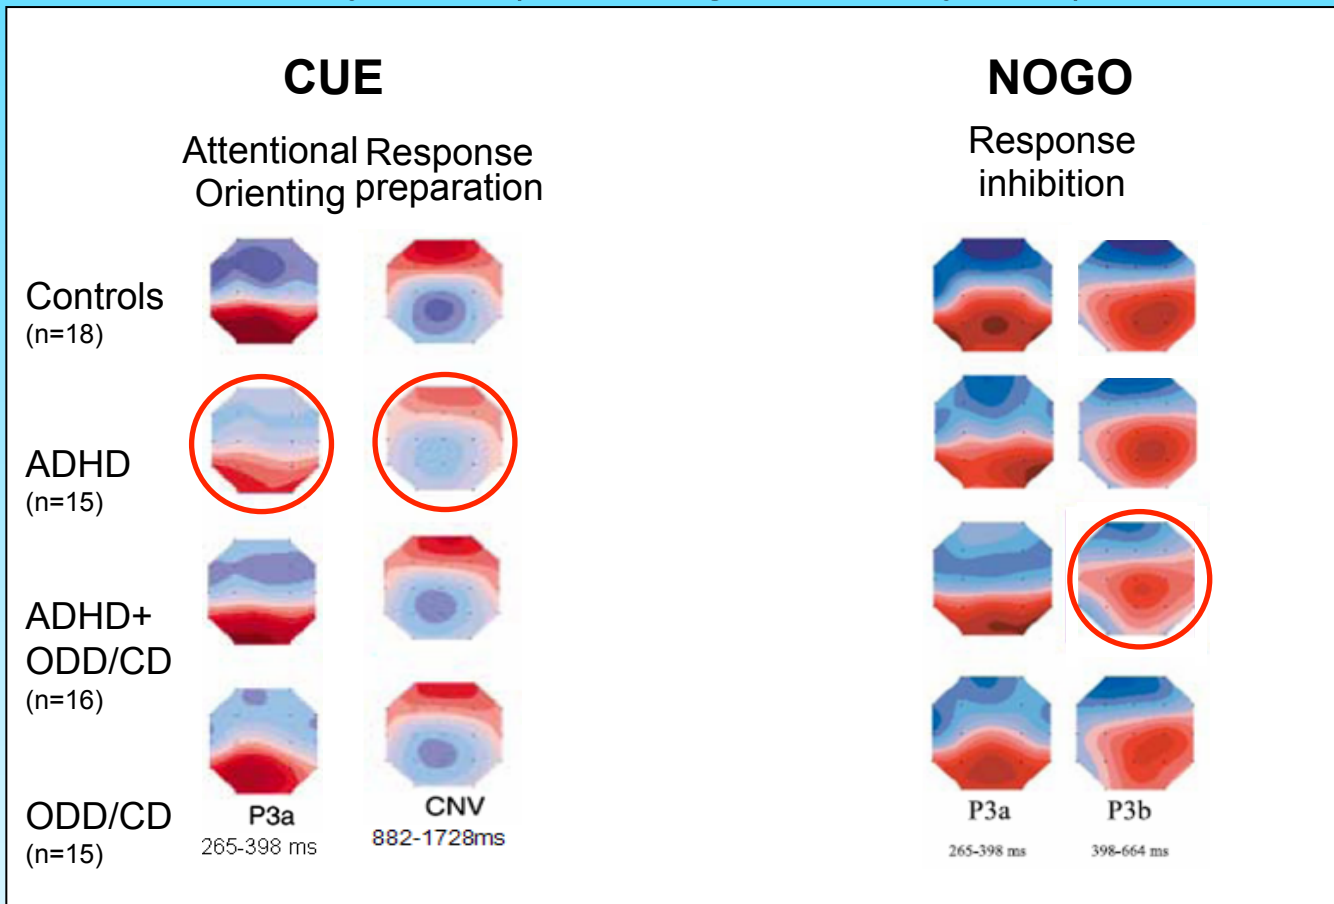 CUE
NOGO
Attentional Response
Orienting preparation
Response
inhibition
Controls
(n=18)
ADHD
(n=15)
ADHD+
ODD/CD
(n=16)
ODD/CD
(n=15)
P3a
265-398 ms
CNV
882-1728ms
P3a
265-398 ms
P3b
398-664 ms